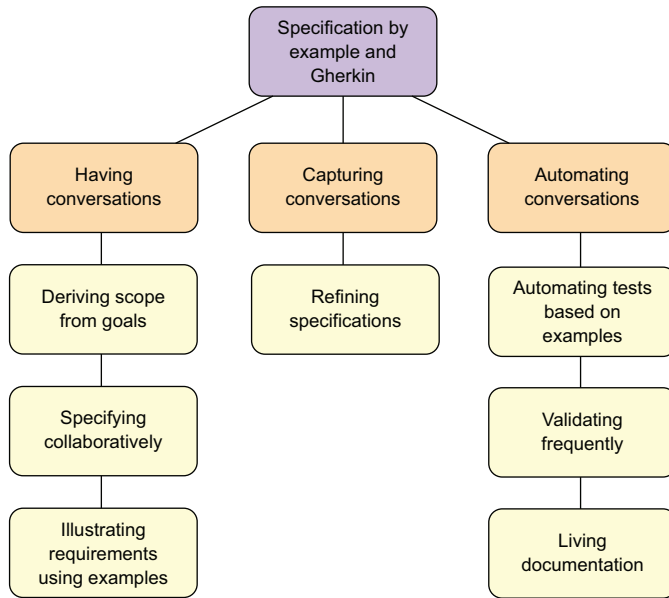 Specification by
example and
Gherkin
Having
conversations
Capturing
conversations
Automating
conversations
Deriving scope
from goals
Refining
specifications
Automating tests
based on
examples
Specifying
collaboratively
Validating
frequently
Illustrating
requirements
using examples
Living
documentation